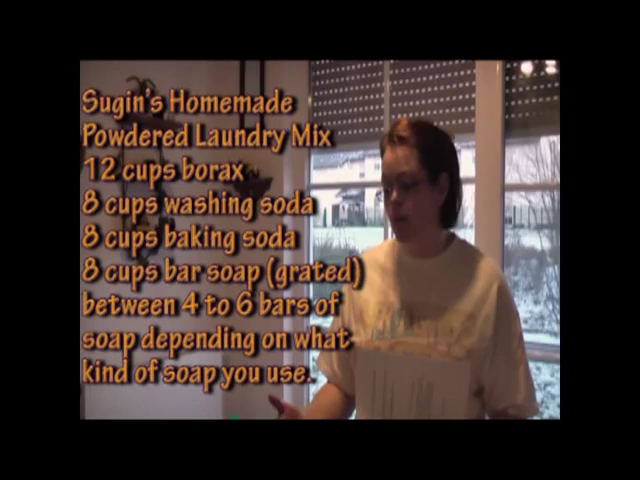 Sugin's Homemade
Powdered Laundry Mix
12 cups borax
8 cups washing soda
8 cups baking soda
8 cups bar soap (grated)
between 4 to 6 bars of
soap depending on what
kind of soap you use.